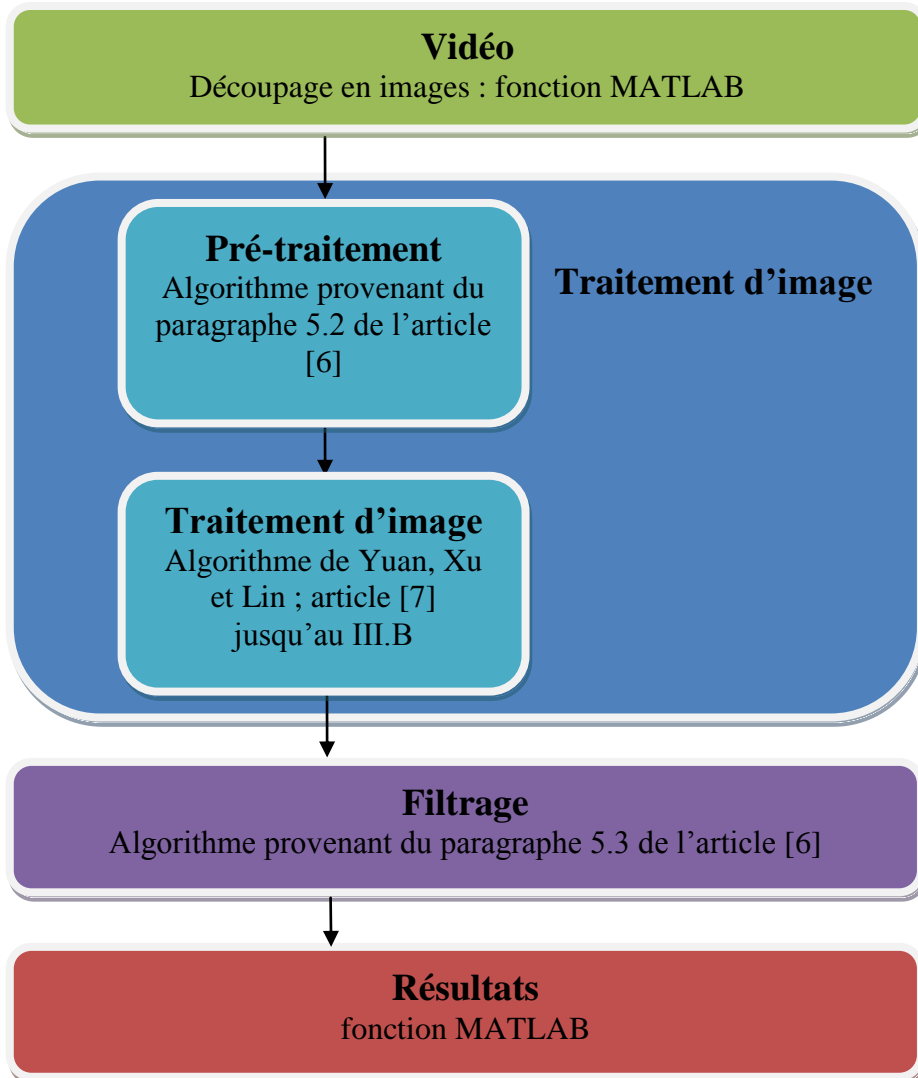 Vidéo
Découpage en images : fonction MATLAB
Pré-traitement
Algorithme provenant du
paragraphe 5.2 de l’article
[6]
Traitement d’image
Traitement d’image
Algorithme de Yuan, Xu
et Lin ; article [7]
jusqu’au III.B
Filtrage
Algorithme provenant du paragraphe 5.3 de l’article [6]
Résultats
fonction MATLAB